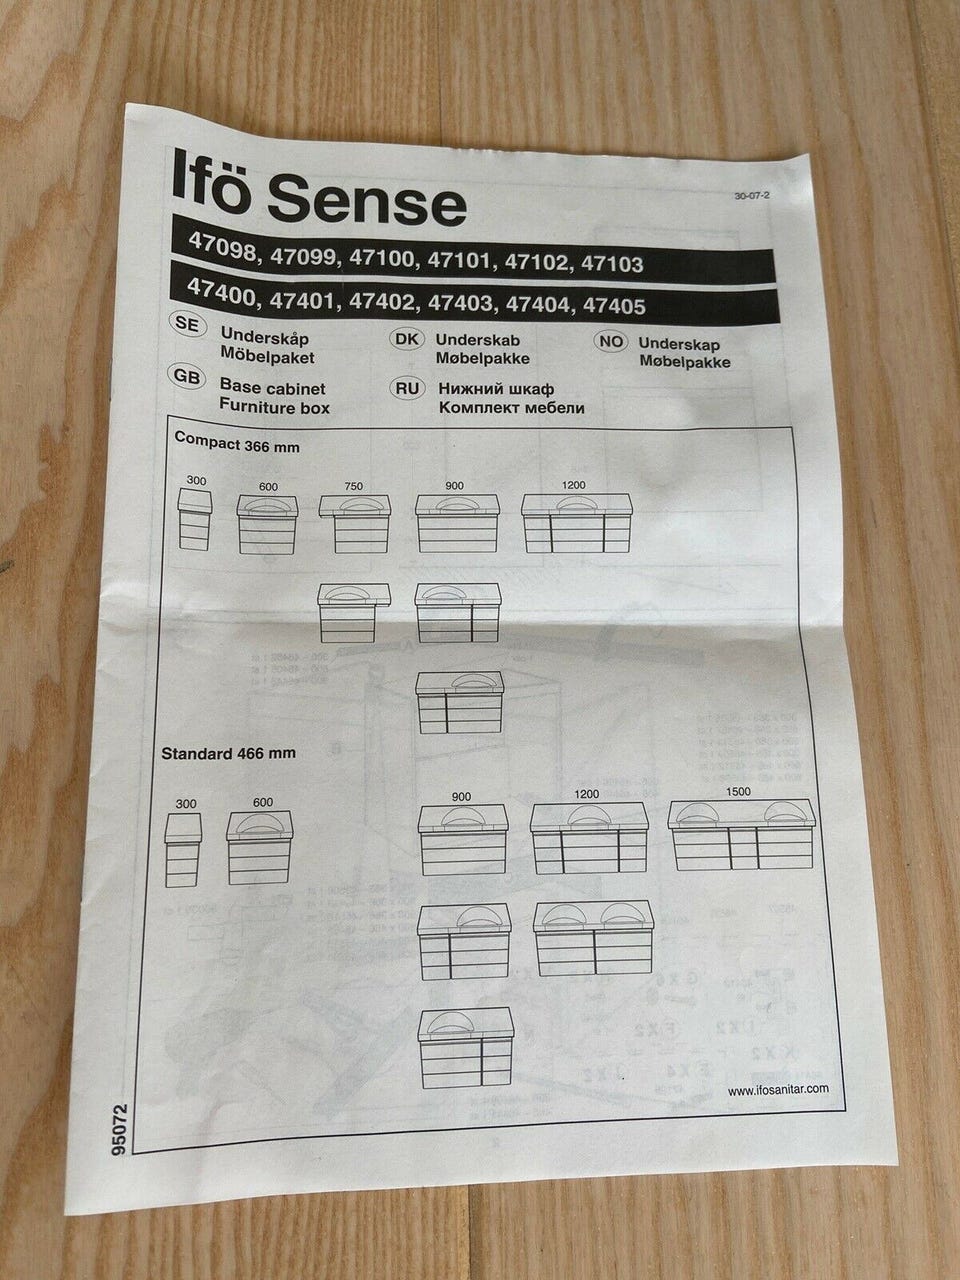 Ifö Sense
30-07-2
47098, 47099, 47100, 47101, 47102, 47103
47400, 47401, 47402, 47403, 47404, 47405
SE Underskåp
Möbelpaket
DK Underskab
Møbelpakke
NO Underskap
Møbelpakke
GB Base cabinet
Furniture box
RU Нижний шкаф
Комплект мебели
Compact 366 mm
300 600 750 900 1200
Standard 466 mm
300 600 900 1200 1500
www.ifosanitar.com
95072